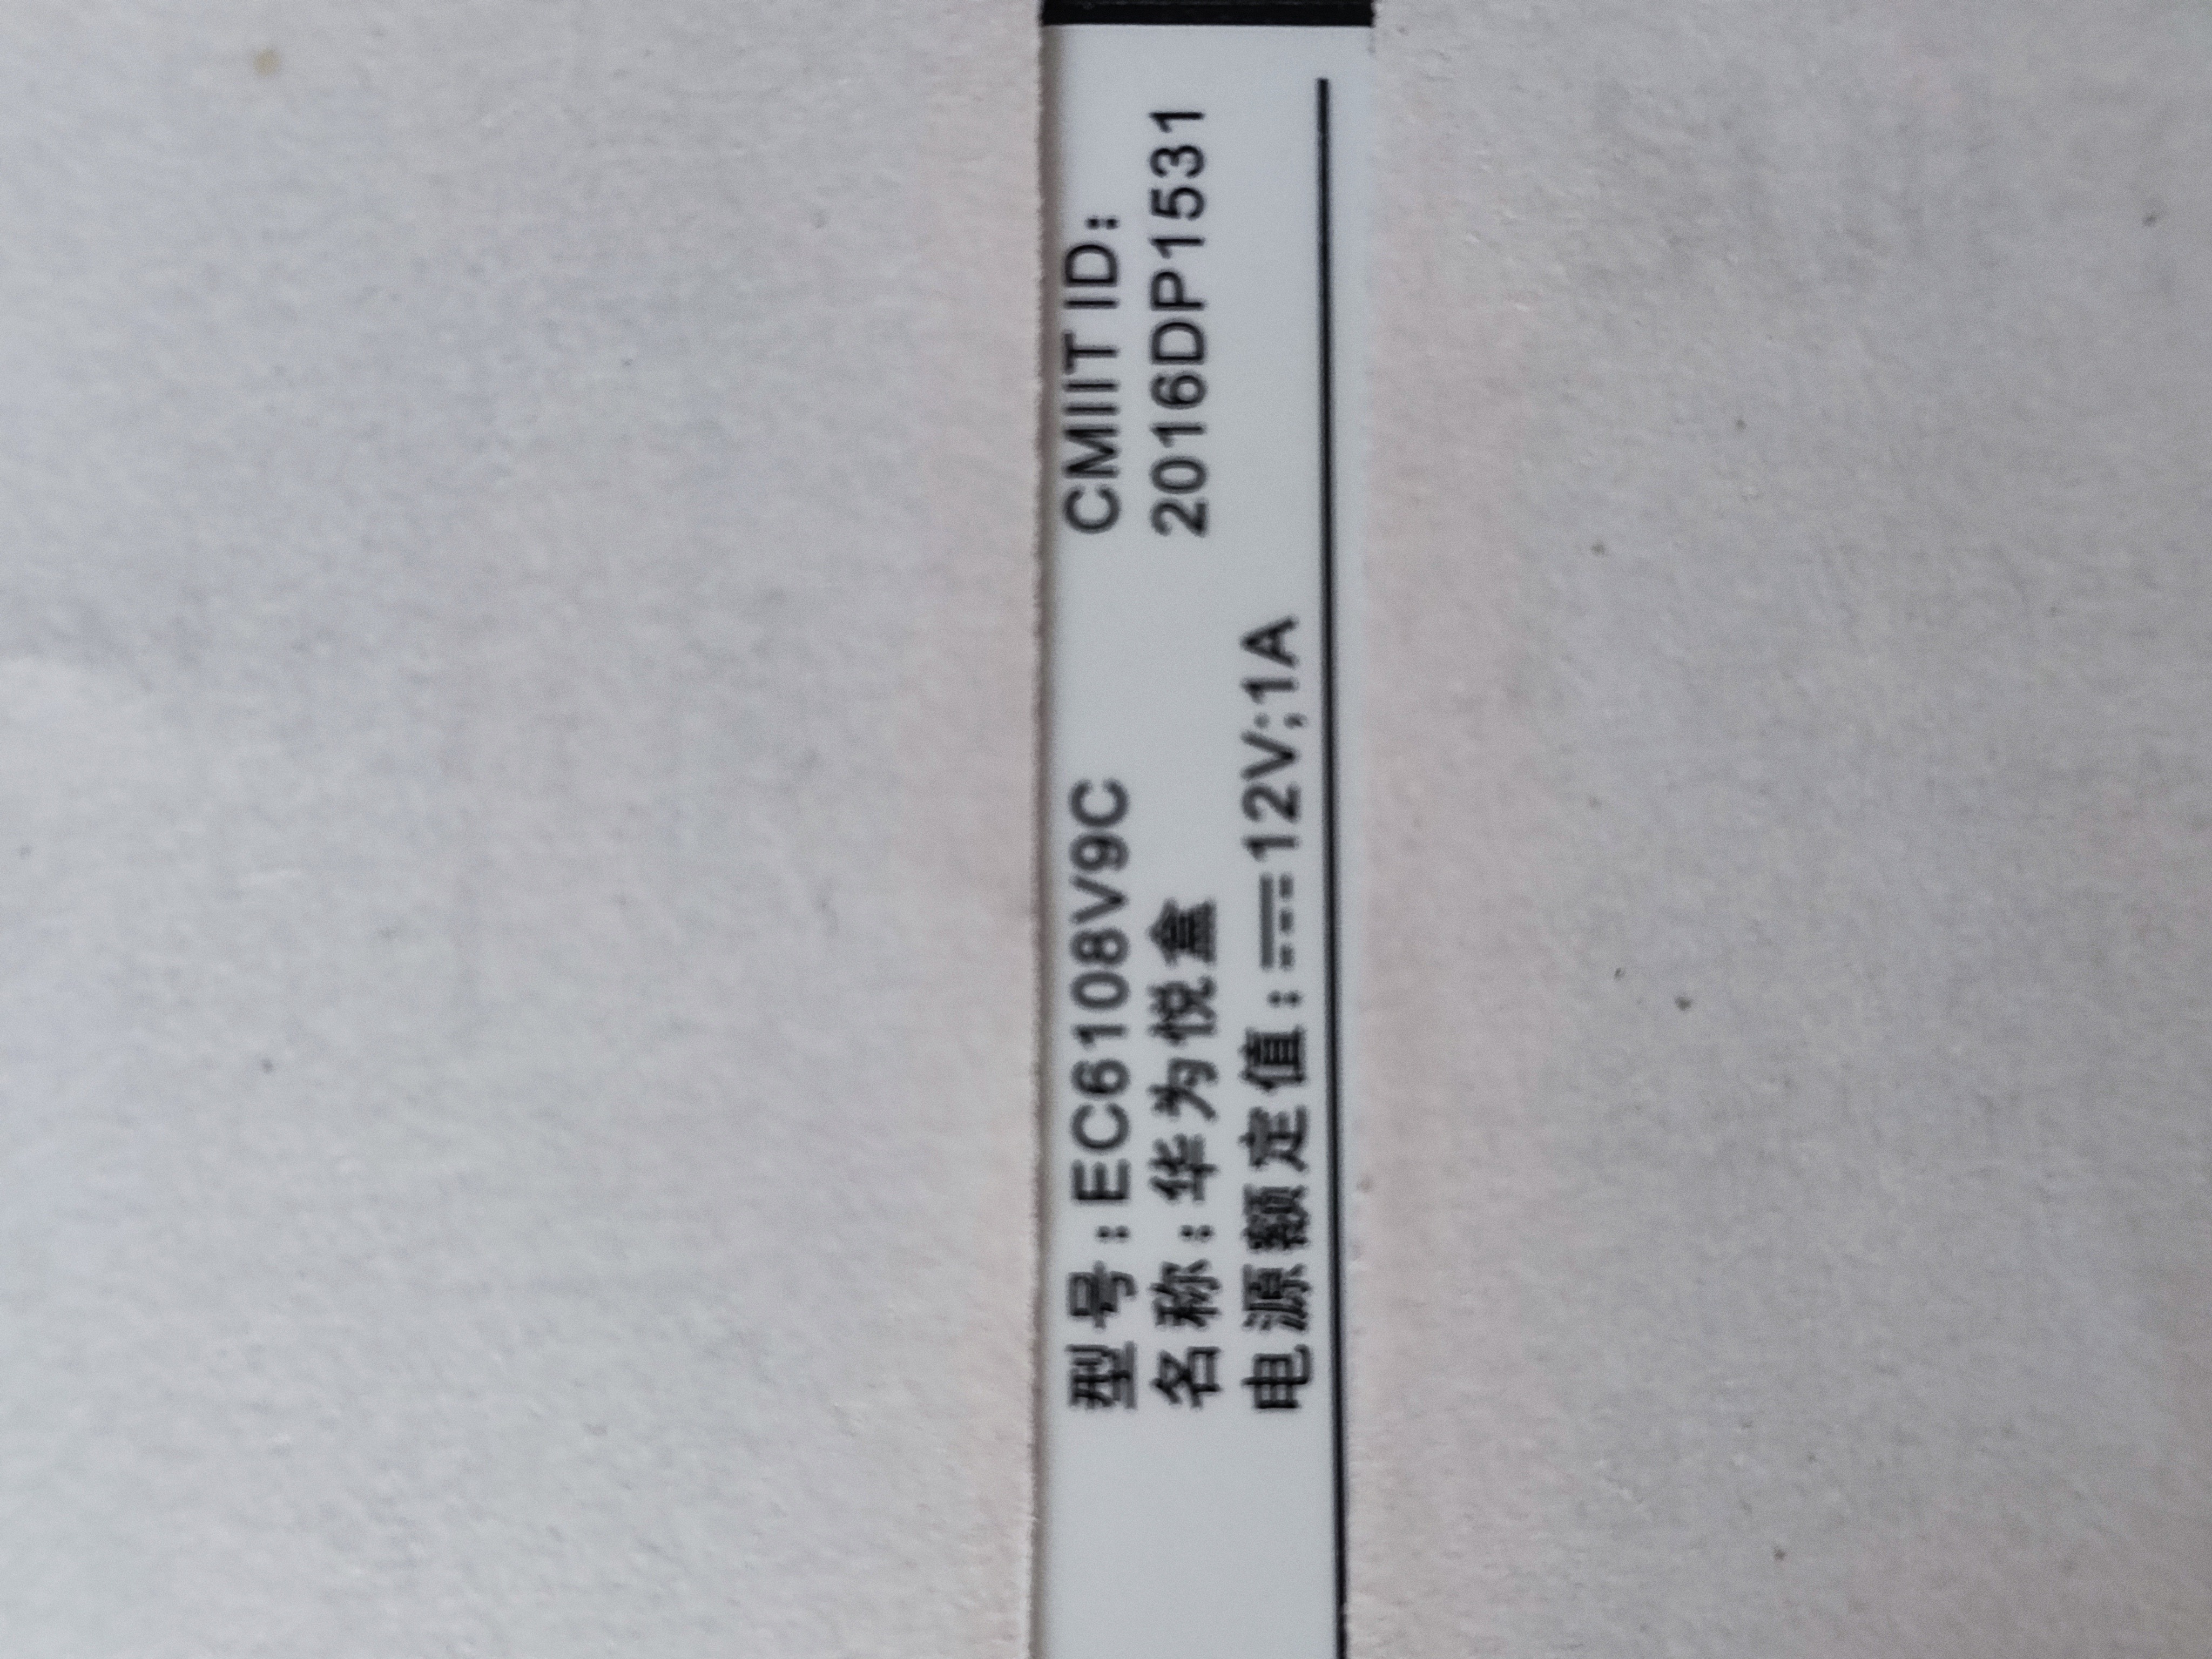 型号:EC6108V9C
名称:华为悦盒
电源额定值:⎓12V;1A
CMIIT ID:
2016DP1531